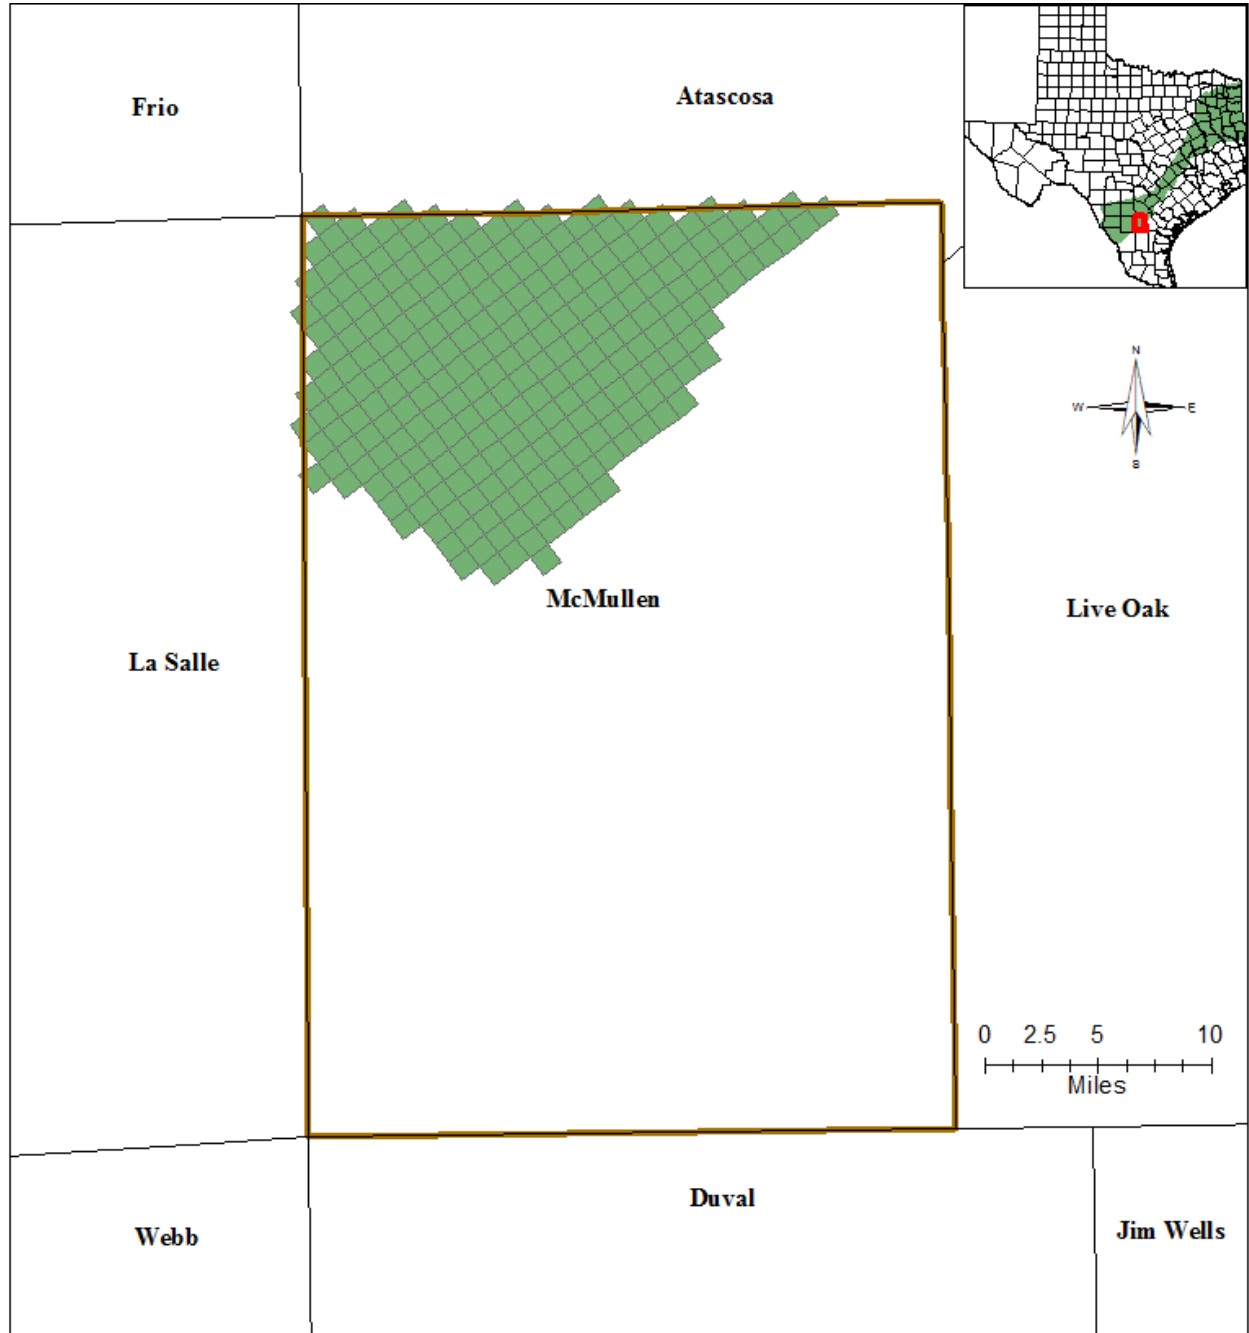 Frio
Atascosa
N
W
E
S
McMullen
Live Oak
La Salle
0 2.5 5 10
Miles
Duval
Webb
Jim Wells